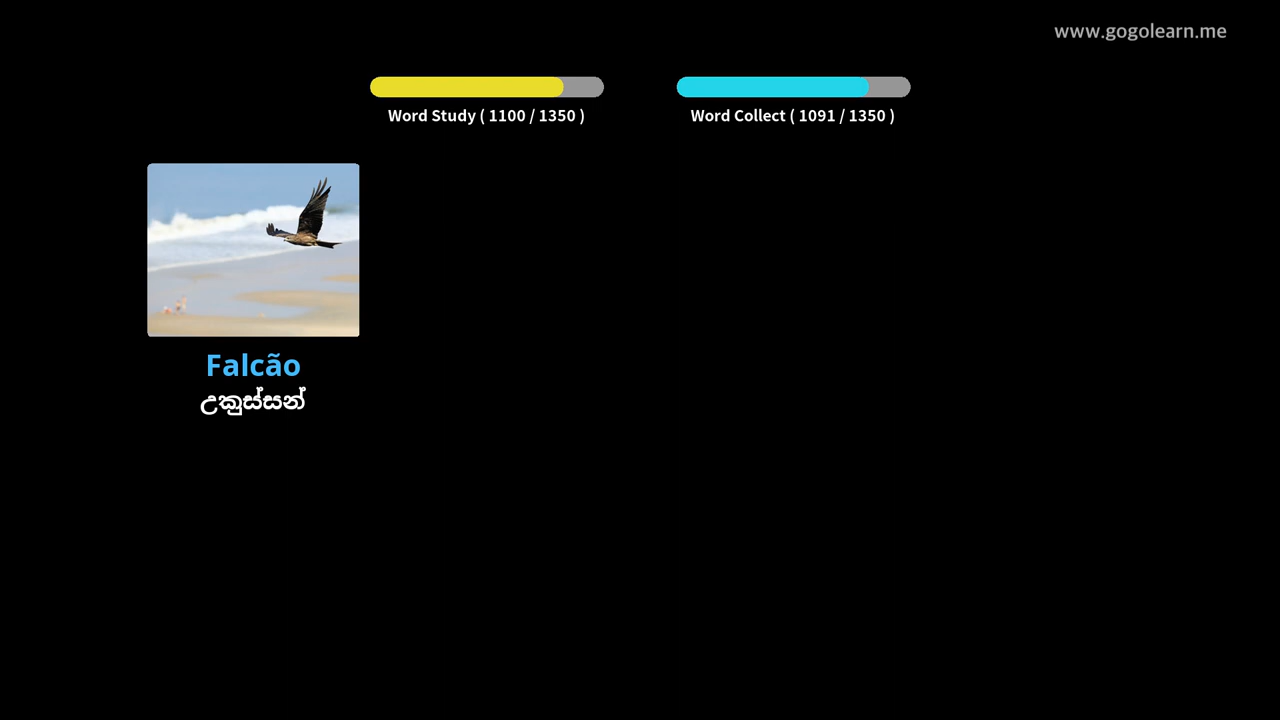 www.gogolearn.me
Word Study ( 1100 / 1350 )
Word Collect ( 1091 / 1350 )
Falcão
උකුස්සන්